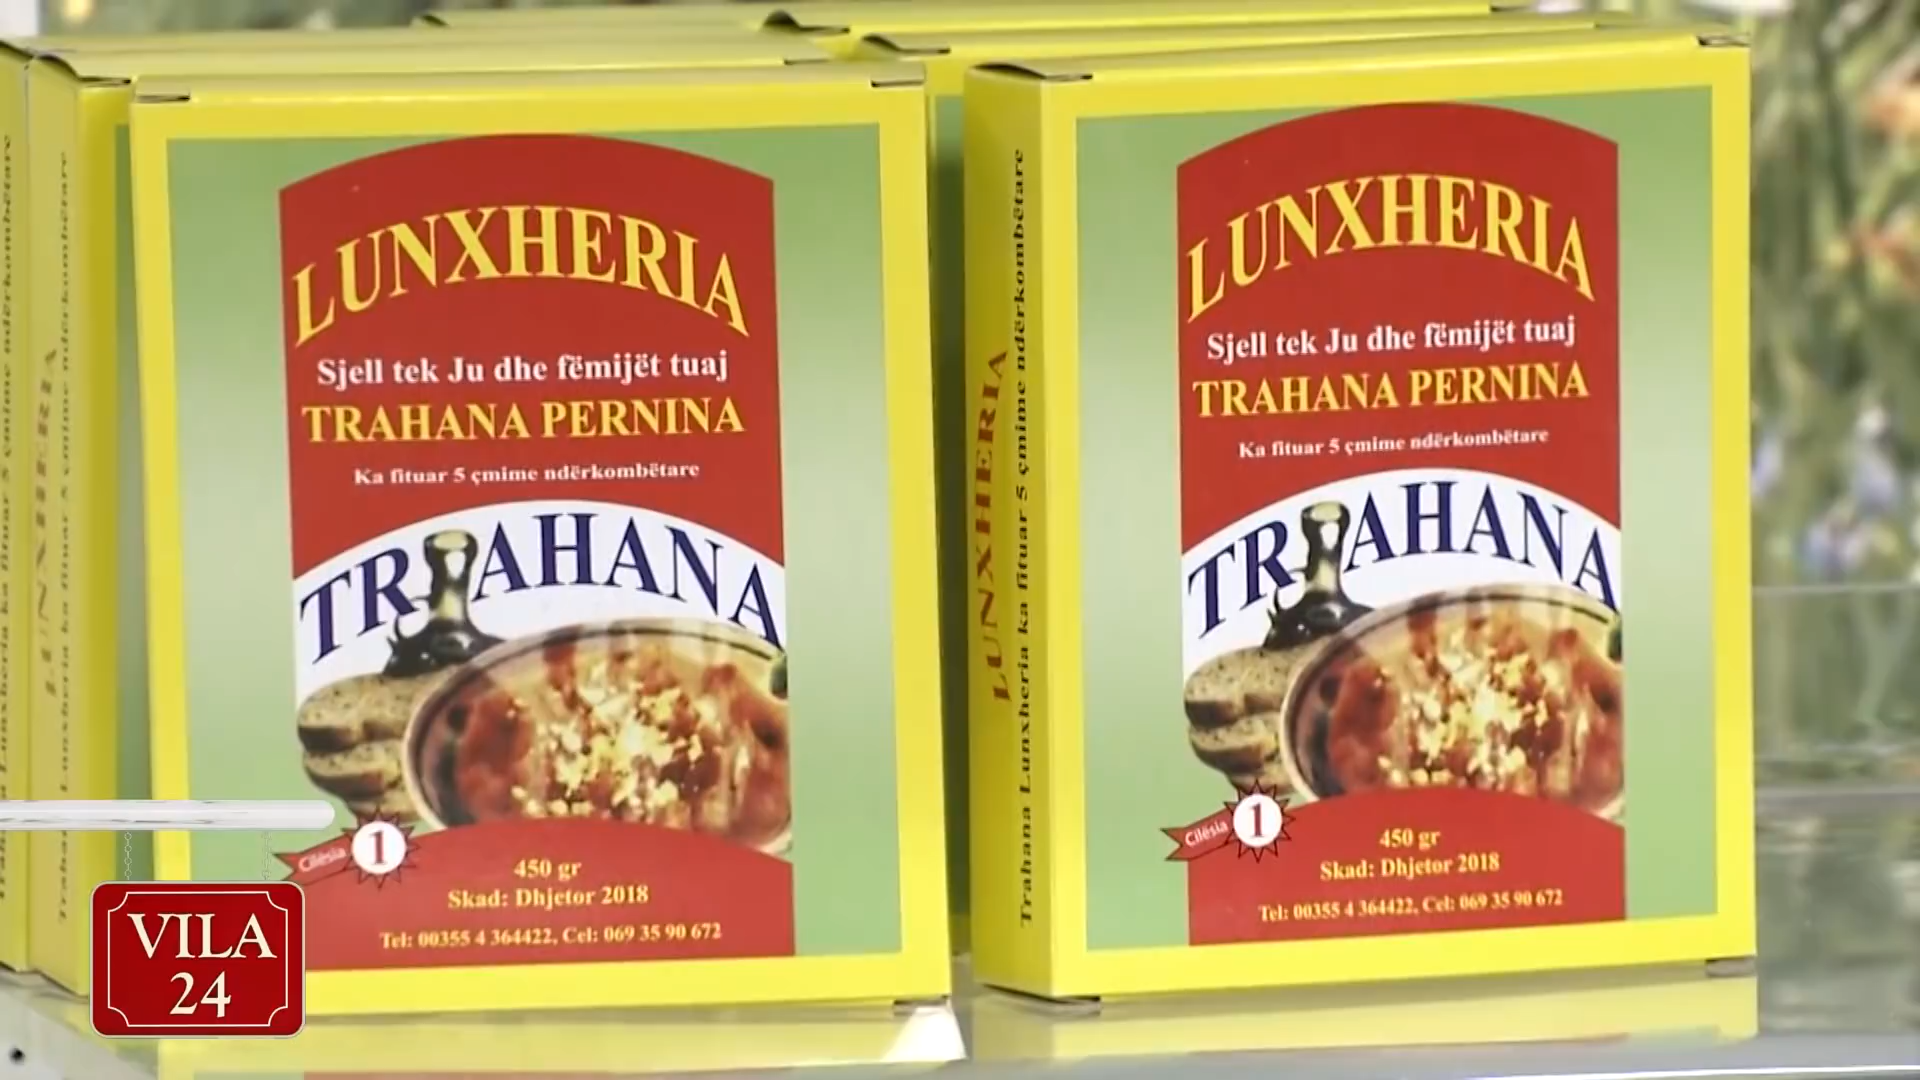 LUNXHERIA
Sjell tek Ju dhe fëmijët tuaj
TRAHANA PERNINA
Ka fituar 5 çmime ndërkombëtare
TRAHANA
Cilësia 1
450 gr
Skad: Dhjetor 2018
Tel: 00355 4 364422, Cel: 069 35 90 672
LUNXHERIA
Trahana Lunxheria ka fituar 5 çmime ndërkombëtare
LUNXHERIA
Sjell tek Ju dhe fëmijët tuaj
TRAHANA PERNINA
Ka fituar 5 çmime ndërkombëtare
TRAHANA
Cilësia 1
450 gr
Skad: Dhjetor 2018
Tel: 00355 4 364422, Cel: 069 35 90 672
VILA
24